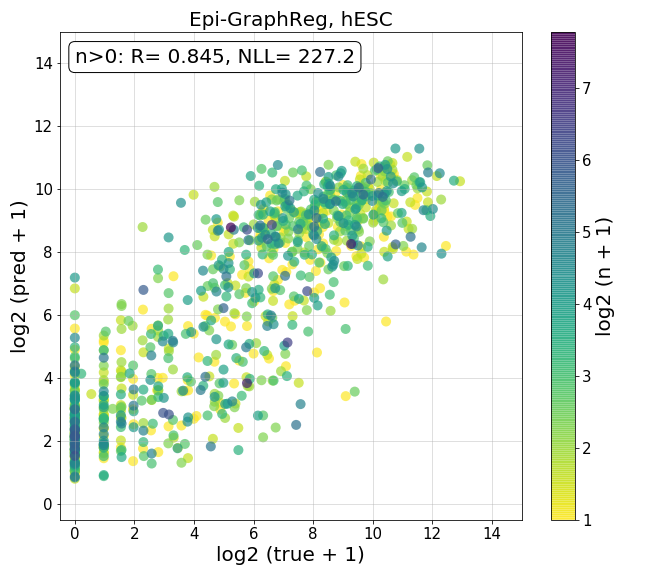 Epi-GraphReg, hESC
n>0: R= 0.845, NLL= 227.2
14
12
10
8
6
4
2
0
log2 (pred + 1)
0 2 4 6 8 10 12 14
log2 (true + 1)
7
6
5
4
3
2
1
log2 (n + 1)